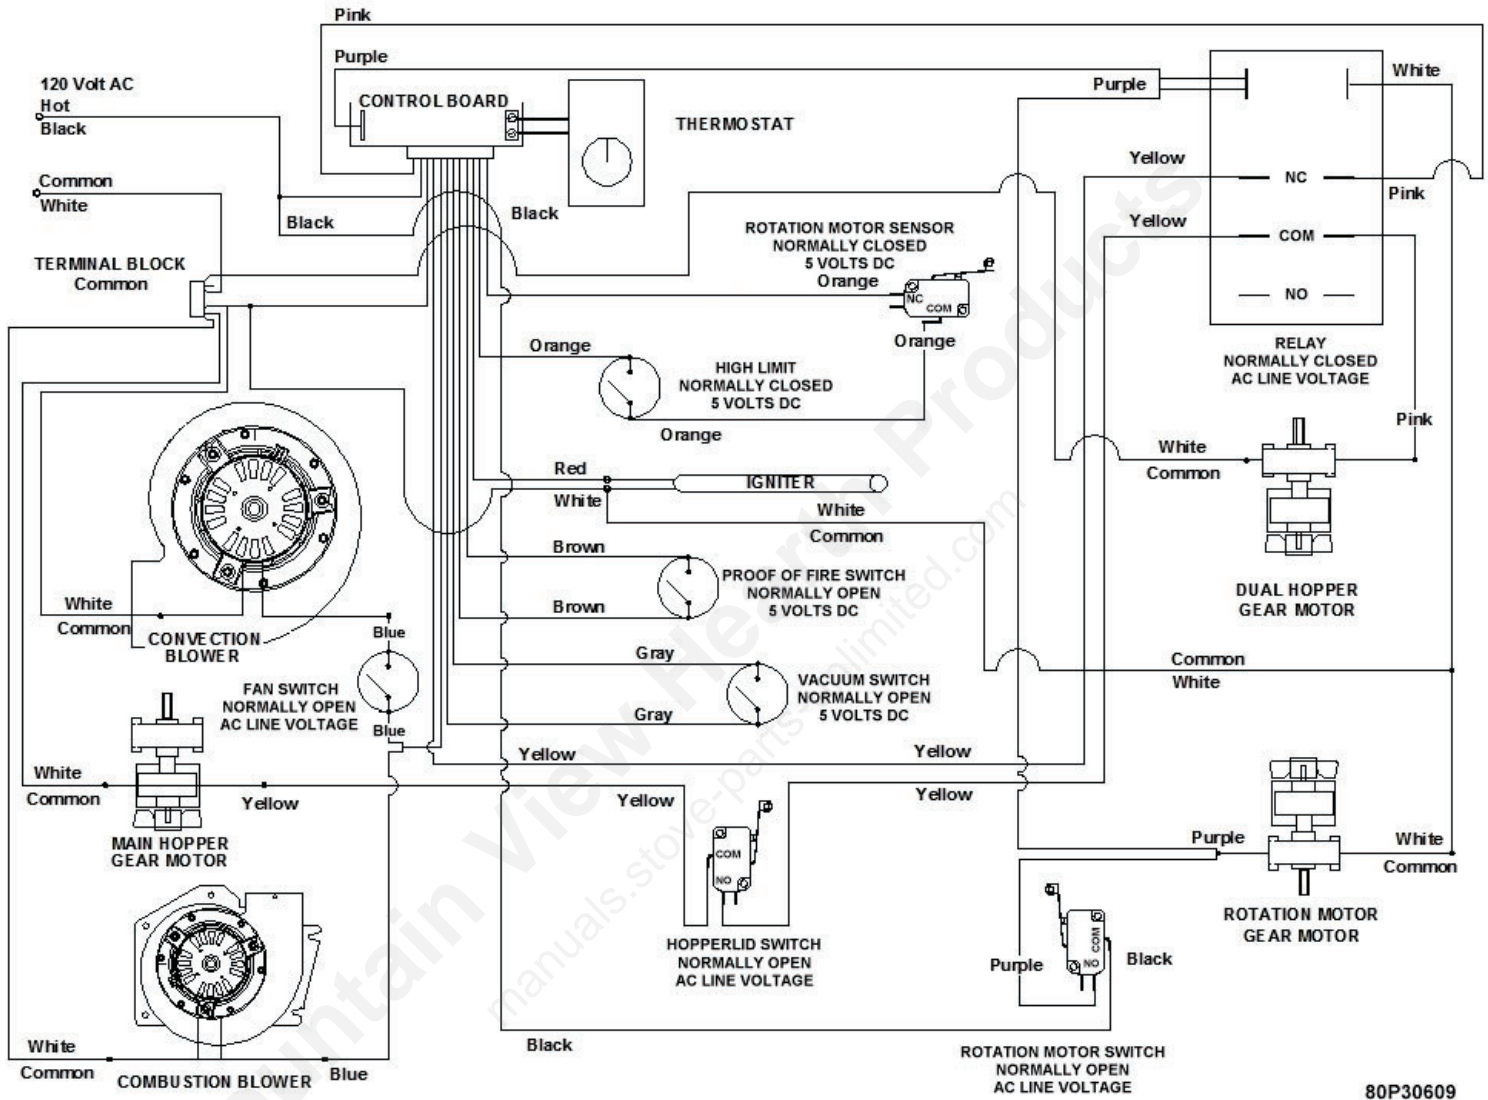 Pink
Purple
120 Volt AC
Hot
Black
Common
White
Black
CONTROL BOARD
THERMOSTAT
Black
Purple
White
Yellow
NC
Pink
Yellow
COM
NO
RELAY
NORMALLY CLOSED
AC LINE VOLTAGE
TERMINAL BLOCK
Common
ROTATION MOTOR SENSOR
NORMALLY CLOSED
5 VOLTS DC
Orange
NC
COM
Orange
Orange
HIGH LIMIT
NORMALLY CLOSED
5 VOLTS DC
Orange
Pink
White
Common
Red
White
IGNITER
White
Common
DUAL HOPPER
GEAR MOTOR
Brown
Brown
PROOF OF FIRE SWITCH
NORMALLY OPEN
5 VOLTS DC
White
Common
CONVECTION
BLOWER
Blue
FAN SWITCH
NORMALLY OPEN
AC LINE VOLTAGE
Blue
Gray
Gray
VACUUM SWITCH
NORMALLY OPEN
5 VOLTS DC
Common
White
Yellow
Yellow
White
Common
Yellow
MAIN HOPPER
GEAR MOTOR
Yellow
Yellow
COM
NO
HOPPERLID SWITCH
NORMALLY OPEN
AC LINE VOLTAGE
Purple
White
Common
ROTATION MOTOR
GEAR MOTOR
Purple
COM
NO
Black
ROTATION MOTOR SWITCH
NORMALLY OPEN
AC LINE VOLTAGE
White
Common
COMBUSTION BLOWER
Blue
Black
80P30609
Mountain View Hearth Products
manuals.stove-parts-unlimited.com